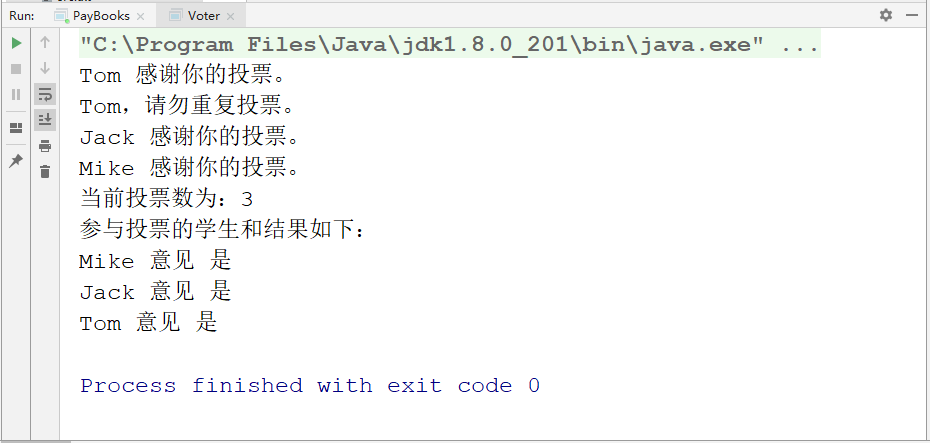 Run: PayBooks × Voter ×
"C:\Program Files\Java\jdk1.8.0_201\bin\java.exe" ...
Tom 感谢你的投票。
Tom，请勿重复投票。
Jack 感谢你的投票。
Mike 感谢你的投票。
当前投票数为：3
参与投票的学生和结果如下：
Mike 意见 是
Jack 意见 是
Tom 意见 是
Process finished with exit code 0